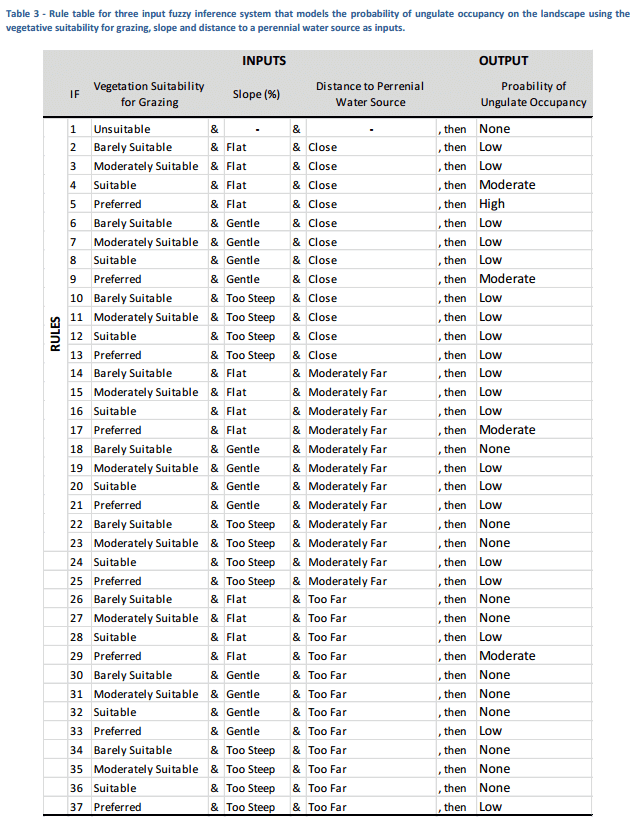 Table 3 - Rule table for three input fuzzy inference system that models the probability of ungulate occupancy on the landscape using the
vegetative suitability for grazing, slope and distance to a perennial water source as inputs.
INPUTS OUTPUT
IF Vegetation Suitability for Grazing Slope (%) Distance to Perrenial Water Source Proability of Ungulate Occupancy
RULES
1 Unsuitable & - & - , then None
2 Barely Suitable & Flat & Close , then Low
3 Moderately Suitable & Flat & Close , then Low
4 Suitable & Flat & Close , then Moderate
5 Preferred & Flat & Close , then High
6 Barely Suitable & Gentle & Close , then Low
7 Moderately Suitable & Gentle & Close , then Low
8 Suitable & Gentle & Close , then Low
9 Preferred & Gentle & Close , then Moderate
10 Barely Suitable & Too Steep & Close , then Low
11 Moderately Suitable & Too Steep & Close , then Low
12 Suitable & Too Steep & Close , then Low
13 Preferred & Too Steep & Close , then Low
14 Barely Suitable & Flat & Moderately Far , then Low
15 Moderately Suitable & Flat & Moderately Far , then Low
16 Suitable & Flat & Moderately Far , then Low
17 Preferred & Flat & Moderately Far , then Moderate
18 Barely Suitable & Gentle & Moderately Far , then None
19 Moderately Suitable & Gentle & Moderately Far , then Low
20 Suitable & Gentle & Moderately Far , then Low
21 Preferred & Gentle & Moderately Far , then Low
22 Barely Suitable & Too Steep & Moderately Far , then None
23 Moderately Suitable & Too Steep & Moderately Far , then None
24 Suitable & Too Steep & Moderately Far , then Low
25 Preferred & Too Steep & Moderately Far , then Low
26 Barely Suitable & Flat & Too Far , then None
27 Moderately Suitable & Flat & Too Far , then None
28 Suitable & Flat & Too Far , then Low
29 Preferred & Flat & Too Far , then Moderate
30 Barely Suitable & Gentle & Too Far , then None
31 Moderately Suitable & Gentle & Too Far , then None
32 Suitable & Gentle & Too Far , then None
33 Preferred & Gentle & Too Far , then Low
34 Barely Suitable & Too Steep & Too Far , then None
35 Moderately Suitable & Too Steep & Too Far , then None
36 Suitable & Too Steep & Too Far , then None
37 Preferred & Too Steep & Too Far , then Low